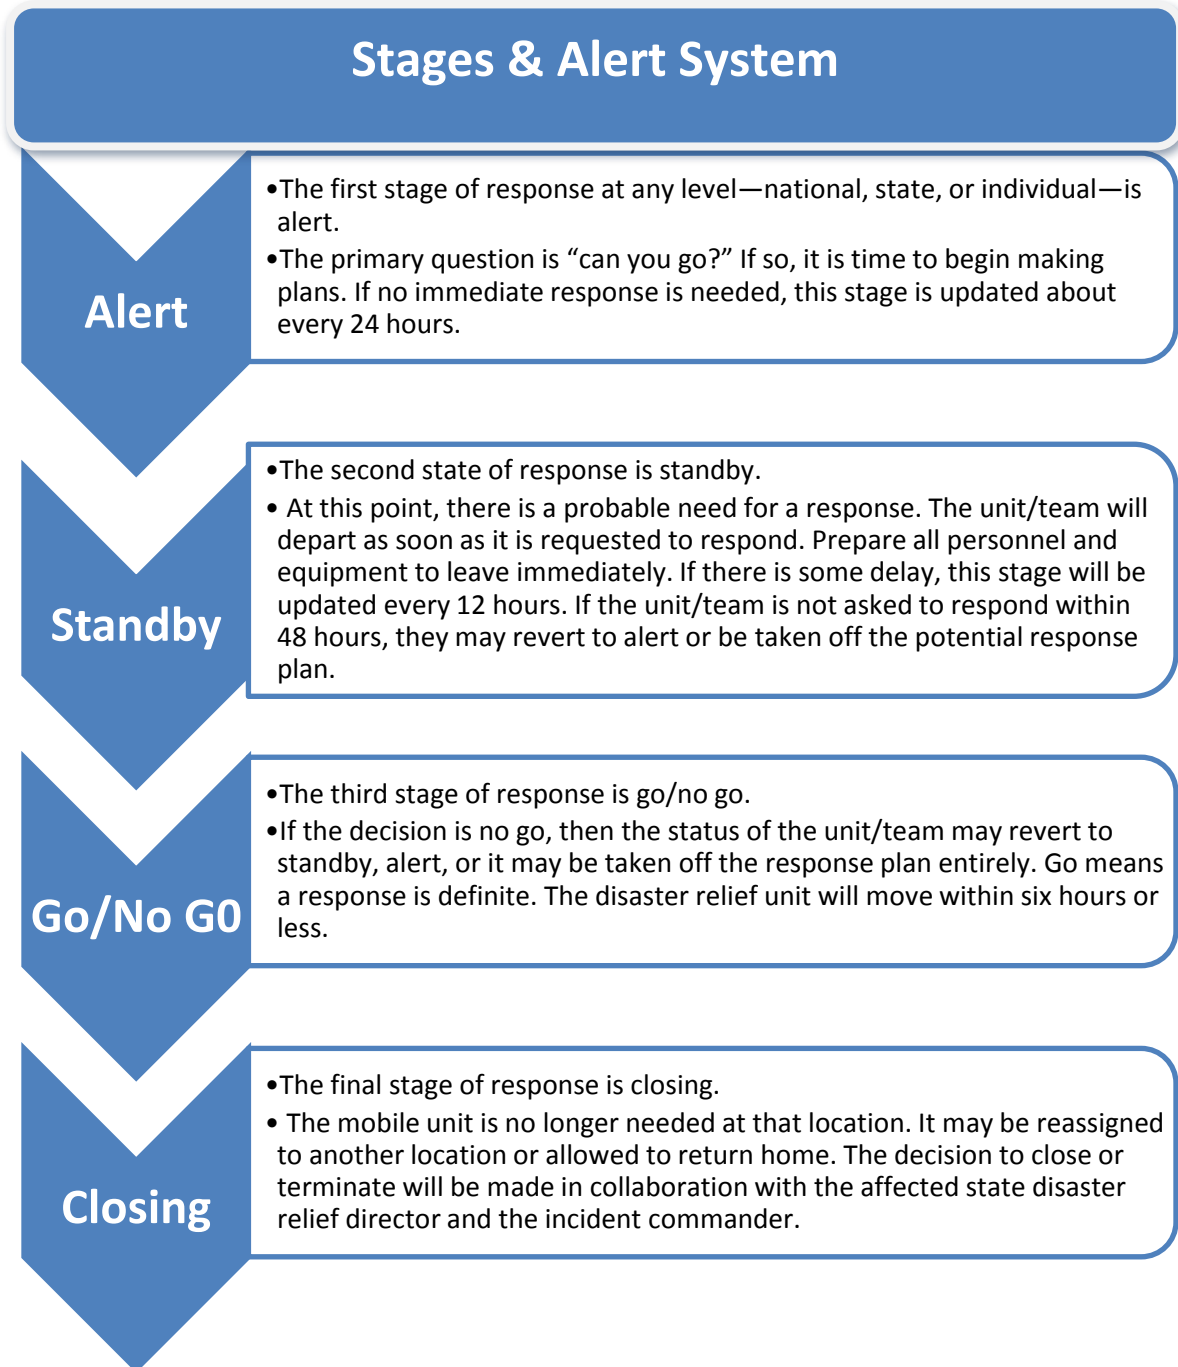 Stages & Alert System
Alert
•The first stage of response at any level—national, state, or individual—is
alert.
•The primary question is “can you go?” If so, it is time to begin making
plans. If no immediate response is needed, this stage is updated about
every 24 hours.
Standby
•The second state of response is standby.
• At this point, there is a probable need for a response. The unit/team will
depart as soon as it is requested to respond. Prepare all personnel and
equipment to leave immediately. If there is some delay, this stage will be
updated every 12 hours. If the unit/team is not asked to respond within
48 hours, they may revert to alert or be taken off the potential response
plan.
Go/No G0
•The third stage of response is go/no go.
•If the decision is no go, then the status of the unit/team may revert to
standby, alert, or it may be taken off the response plan entirely. Go means
a response is definite. The disaster relief unit will move within six hours or
less.
Closing
•The final stage of response is closing.
• The mobile unit is no longer needed at that location. It may be reassigned
to another location or allowed to return home. The decision to close or
terminate will be made in collaboration with the affected state disaster
relief director and the incident commander.